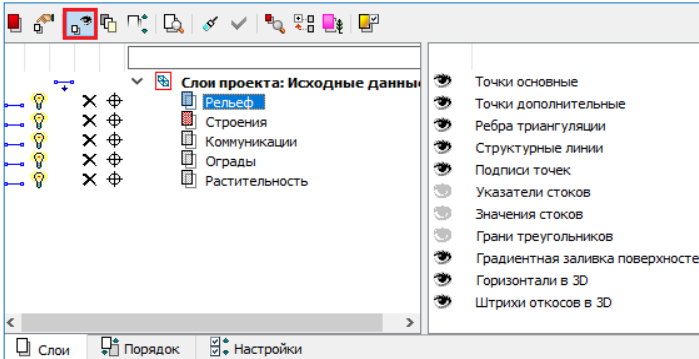 Слои проекта: Исходные данны
Рельеф
Строения
Коммуникации
Ограды
Растительность
Точки основные
Точки дополнительные
Ребра триангуляции
Структурные линии
Подписи точек
Указатели стоков
Значения стоков
Грани треугольников
Градиентная заливка поверхносте
Горизонтали в 3D
Штрихи откосов в 3D
Слои
Порядок
Настройки